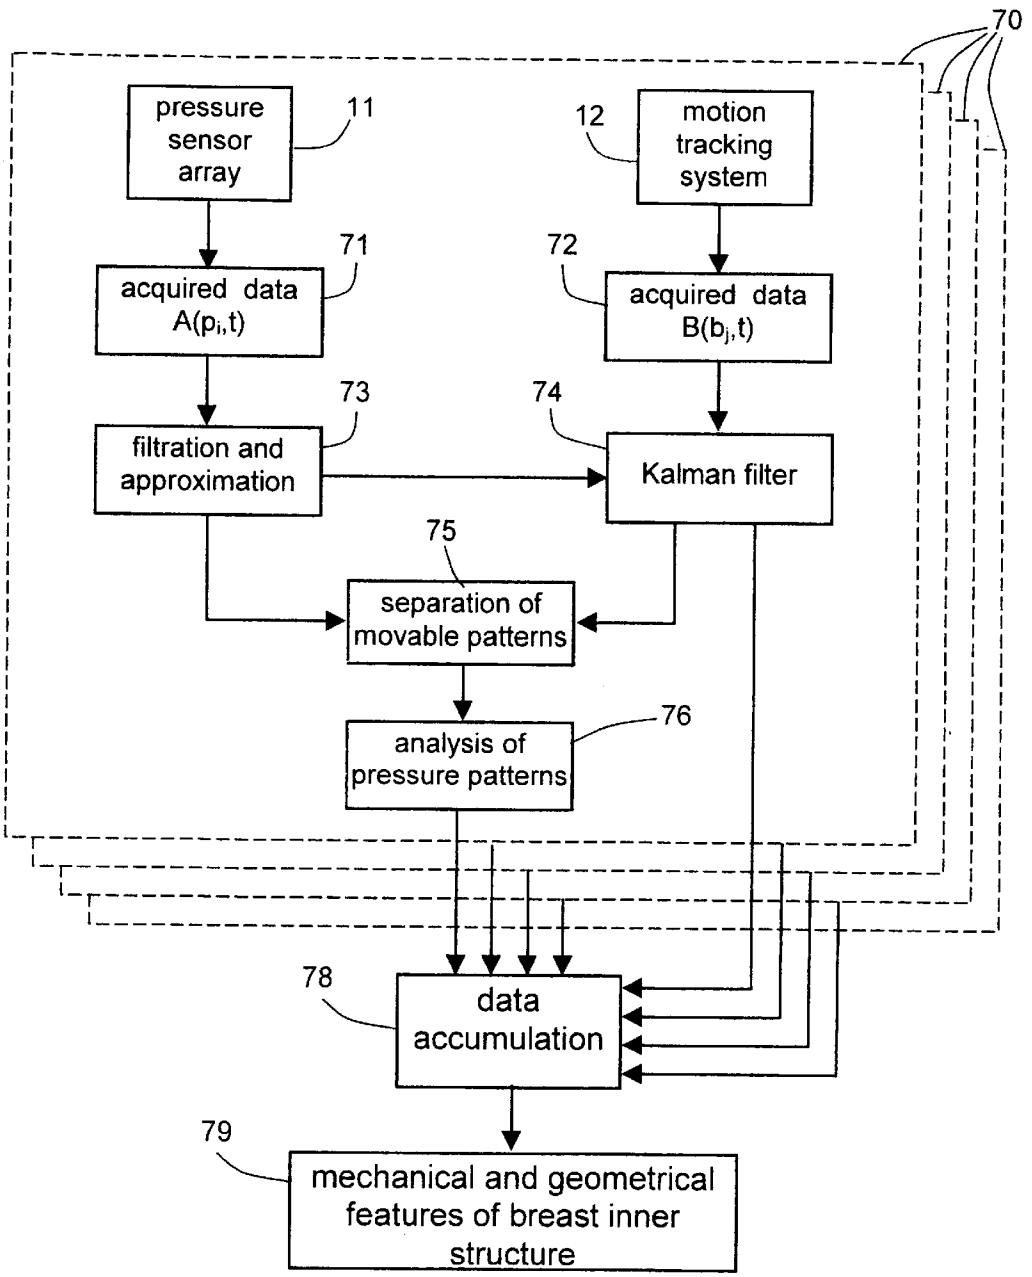 70
pressure
sensor
array
11
12
motion
tracking
system
71
72
acquired data
A(pᵢ,t)
acquired data
B(bⱼ,t)
73
74
filtration and
approximation
Kalman filter
75
separation of
movable patterns
76
analysis of
pressure patterns
78
data
accumulation
79
mechanical and geometrical
features of breast inner
structure